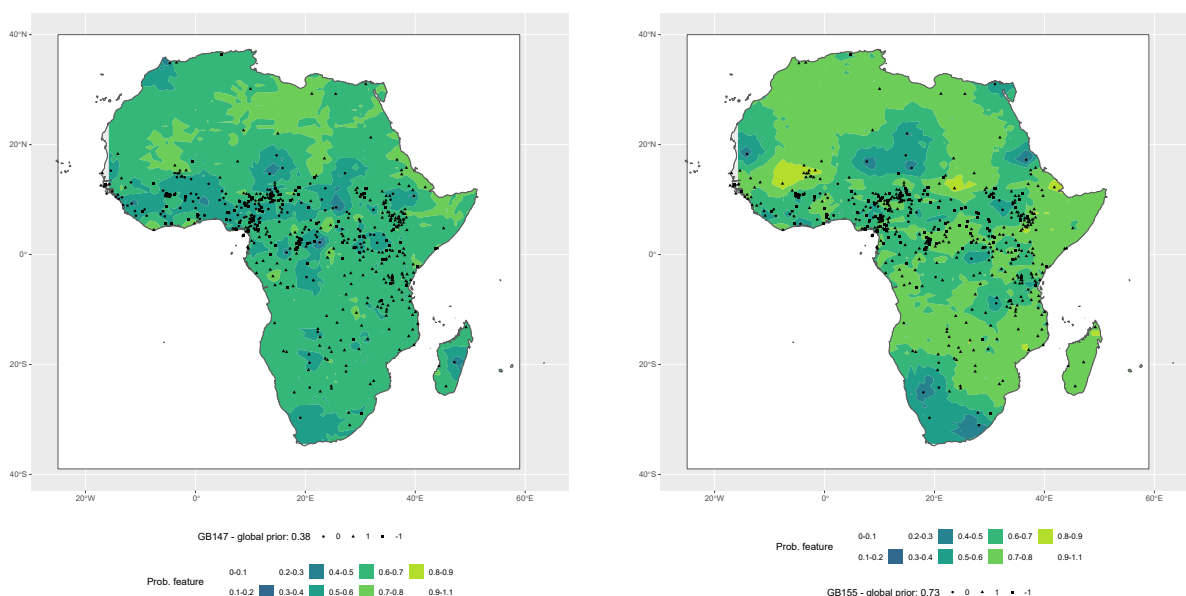 40°N
20°N
0°
20°S
40°S
20°W 0° 20°E 40°E 60°E
GB147 - global prior: 0.38 0 1 -1
Prob. feature
0-0.1 0.2-0.3 0.4-0.5 0.6-0.7 0.8-0.9
0.1-0.2 0.3-0.4 0.5-0.6 0.7-0.8 0.9-1.1
40°N
20°N
0°
20°S
40°S
20°W 0° 20°E 40°E 60°E
Prob. feature
0-0.1 0.2-0.3 0.4-0.5 0.6-0.7 0.8-0.9
0.1-0.2 0.3-0.4 0.5-0.6 0.7-0.8 0.9-1.1
GB155 - global prior: 0.73 0 1 -1